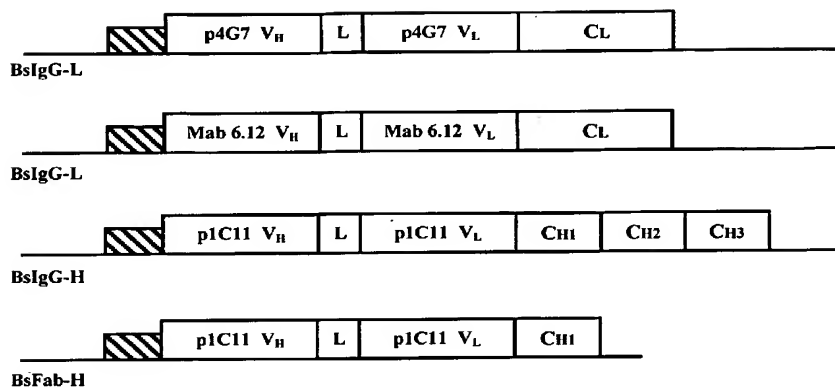 p4G7 VH L p4G7 VL CL
BsIgG-L
Mab 6.12 VH L Mab 6.12 VL CL
BsIgG-L
p1C11 VH L p1C11 VL CH1 CH2 CH3
BsIgG-H
p1C11 VH L p1C11 VL CH1
BsFab-H